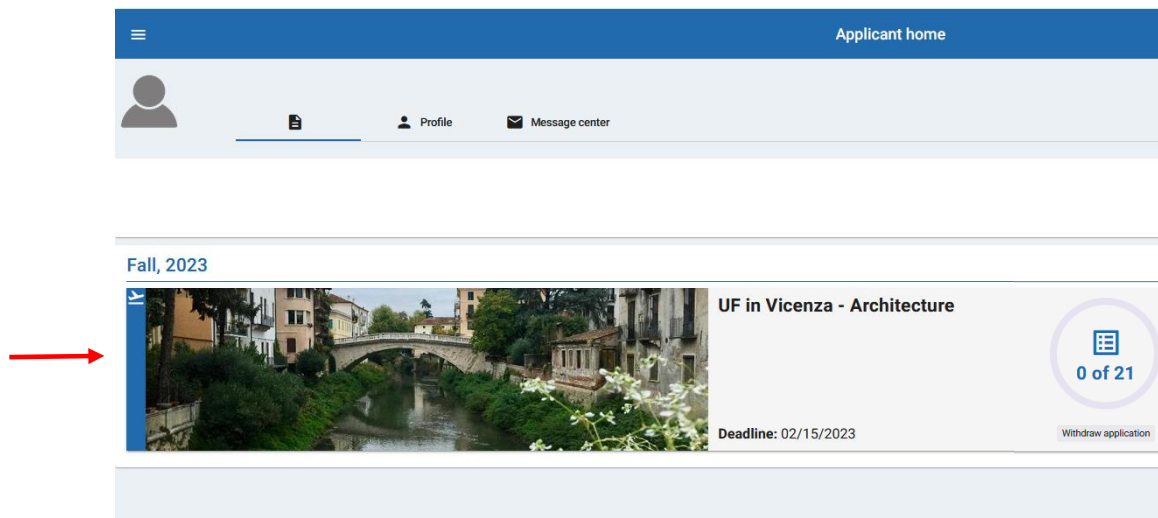 Applicant home
Profile
Message center
Fall, 2023
UF in Vicenza - Architecture
0 of 21
Deadline: 02/15/2023
Withdraw application